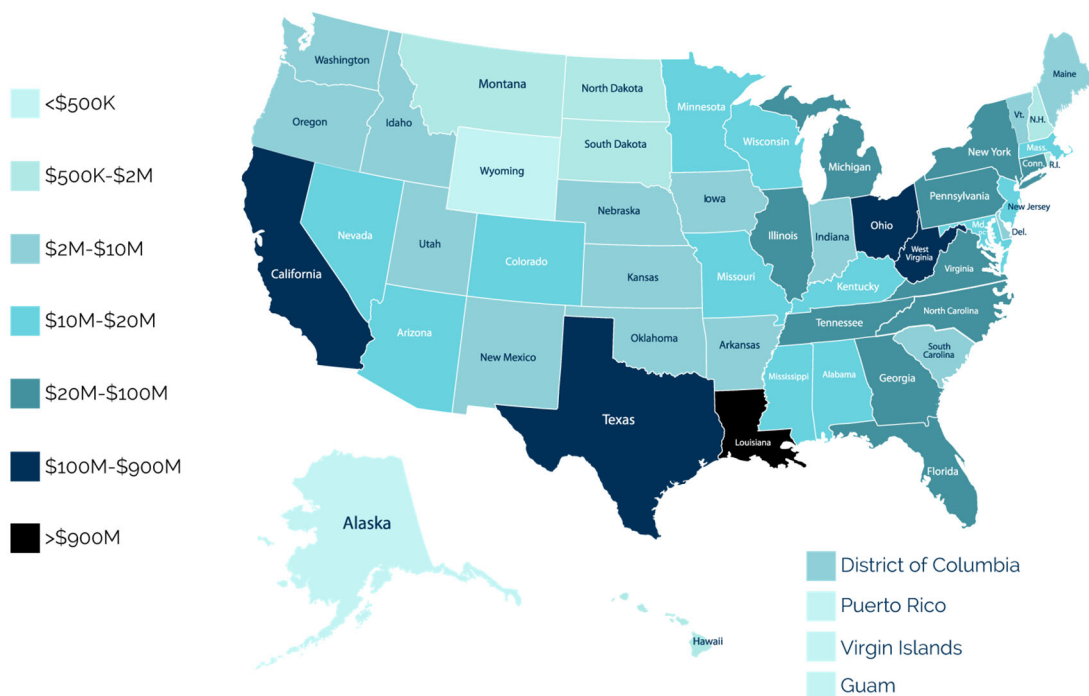 <$500K
$500K-$2M
$2M-$10M
$10M-$20M
$20M-$100M
$100M-$900M
>$900M
Washington
Oregon
Idaho
Montana
North Dakota
South Dakota
Wyoming
Minnesota
Wisconsin
Michigan
Maine
Vt.
N.H.
New York
Mass.
Conn.
R.I.
Pennsylvania
New Jersey
Md.
DC
Del.
California
Nevada
Utah
Colorado
Nebraska
Iowa
Illinois
Indiana
Ohio
West
Virginia
Virginia
Kansas
Missouri
Kentucky
Arizona
New Mexico
Oklahoma
Arkansas
Tennessee
North Carolina
South
Carolina
Texas
Louisiana
Mississippi
Alabama
Georgia
Florida
Alaska
Hawaii
District of Columbia
Puerto Rico
Virgin Islands
Guam